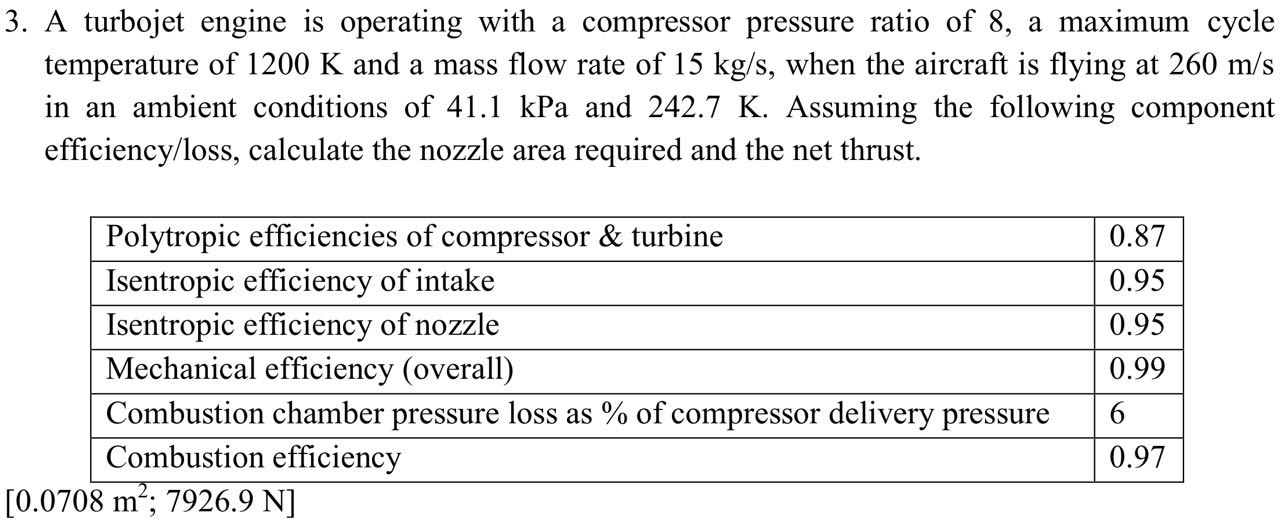 3. A turbojet engine is operating with a compressor pressure ratio of 8, a maximum cycle
temperature of 1200 K and a mass flow rate of 15 kg/s, when the aircraft is flying at 260 m/s
in an ambient conditions of 41.1 kPa and 242.7 K. Assuming the following component
efficiency/loss, calculate the nozzle area required and the net thrust.
Polytropic efficiencies of compressor & turbine 0.87
Isentropic efficiency of intake 0.95
Isentropic efficiency of nozzle 0.95
Mechanical efficiency (overall) 0.99
Combustion chamber pressure loss as % of compressor delivery pressure 6
Combustion efficiency 0.97
[0.0708 m²; 7926.9 N]